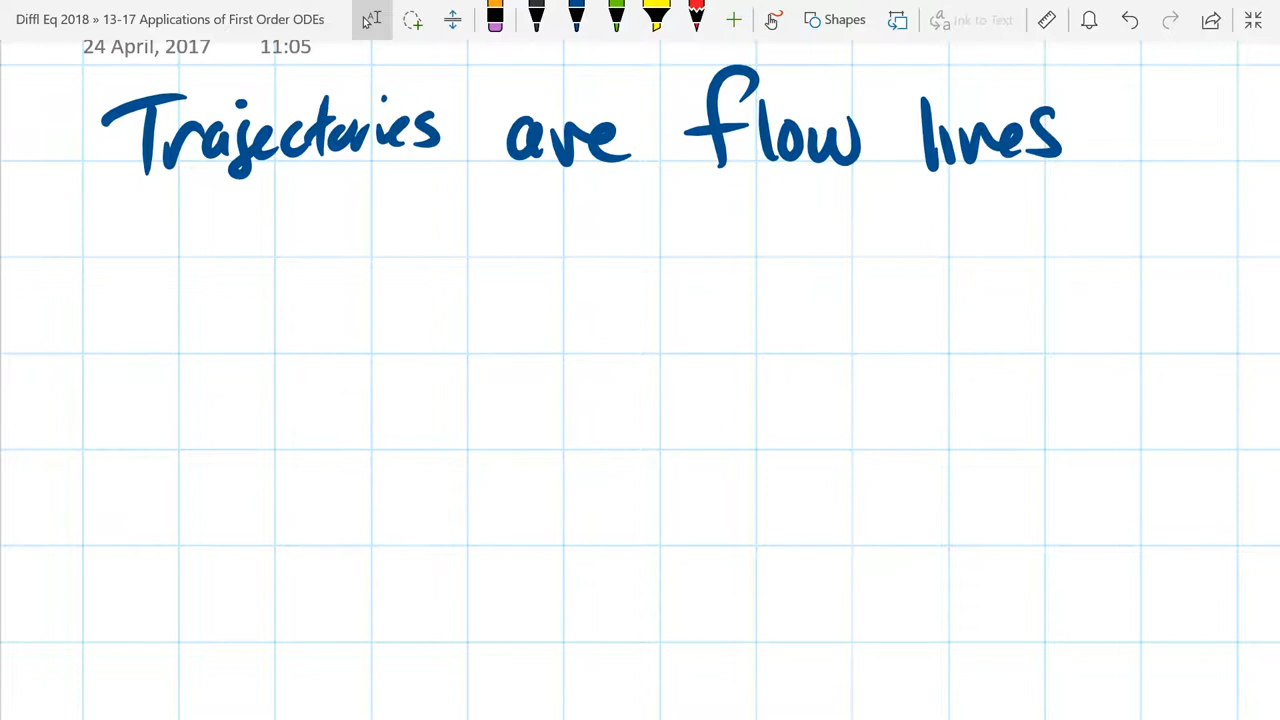 Diffl Eq 2018 » 13-17 Applications of First Order ODEs
Shapes
Link to Text
24 April, 2017 11:05
Trajectories are flow lines